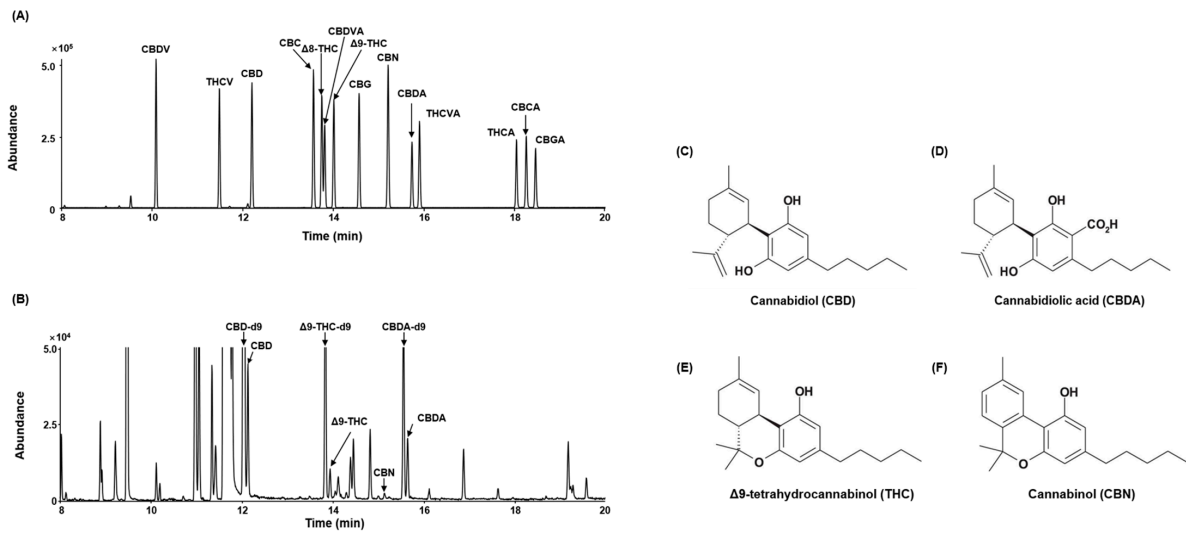 (A)
×10⁵
5.0
2.5
0
Abundance
CBDV
THCV
CBD
CBC
Δ8-THC
CBDVA
Δ9-THC
CBG
CBN
CBDA
THCVA
THCA
CBCA
CBGA
8 10 12 14 16 18 20
Time (min)
(B)
×10⁴
5.0
2.5
0
Abundance
CBD-d9
CBD
Δ9-THC-d9
Δ9-THC
CBN
CBDA-d9
CBDA
8 10 12 14 16 18 20
Time (min)
(C)
OH
HO
Cannabidiol (CBD)
(D)
OH
CO₂H
HO
Cannabidiolic acid (CBDA)
(E)
OH
O
Δ9-tetrahydrocannabinol (THC)
(F)
OH
O
Cannabinol (CBN)